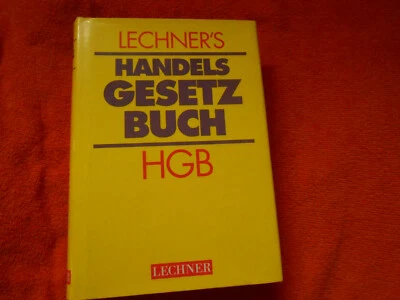 LECHNER'S
HANDELS
GESETZ
BUCH
HGB
LECHNER